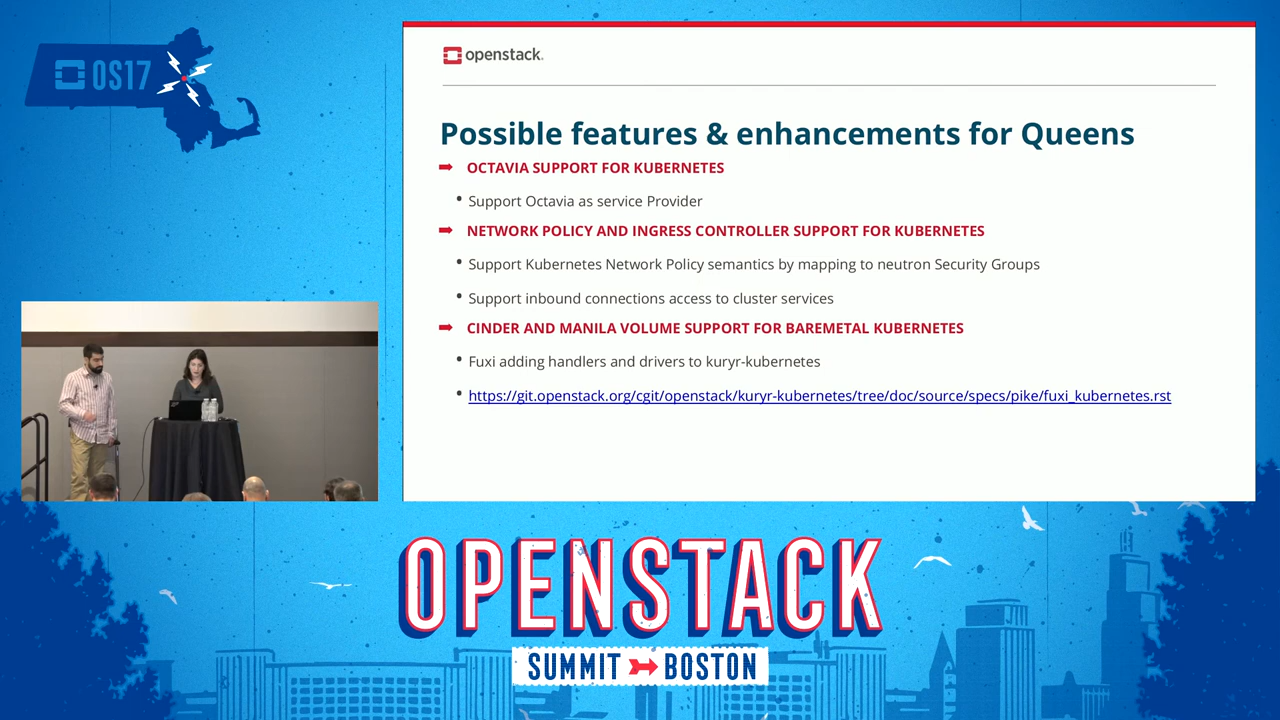 OS17
openstack.
Possible features & enhancements for Queens
OCTAVIA SUPPORT FOR KUBERNETES
• Support Octavia as service Provider
NETWORK POLICY AND INGRESS CONTROLLER SUPPORT FOR KUBERNETES
• Support Kubernetes Network Policy semantics by mapping to neutron Security Groups
• Support inbound connections access to cluster services
CINDER AND MANILA VOLUME SUPPORT FOR BAREMETAL KUBERNETES
• Fuxi adding handlers and drivers to kuryr-kubernetes
• https://git.openstack.org/cgit/openstack/kuryr-kubernetes/tree/doc/source/specs/pike/fuxi_kubernetes.rst
OPENSTACK
SUMMIT BOSTON